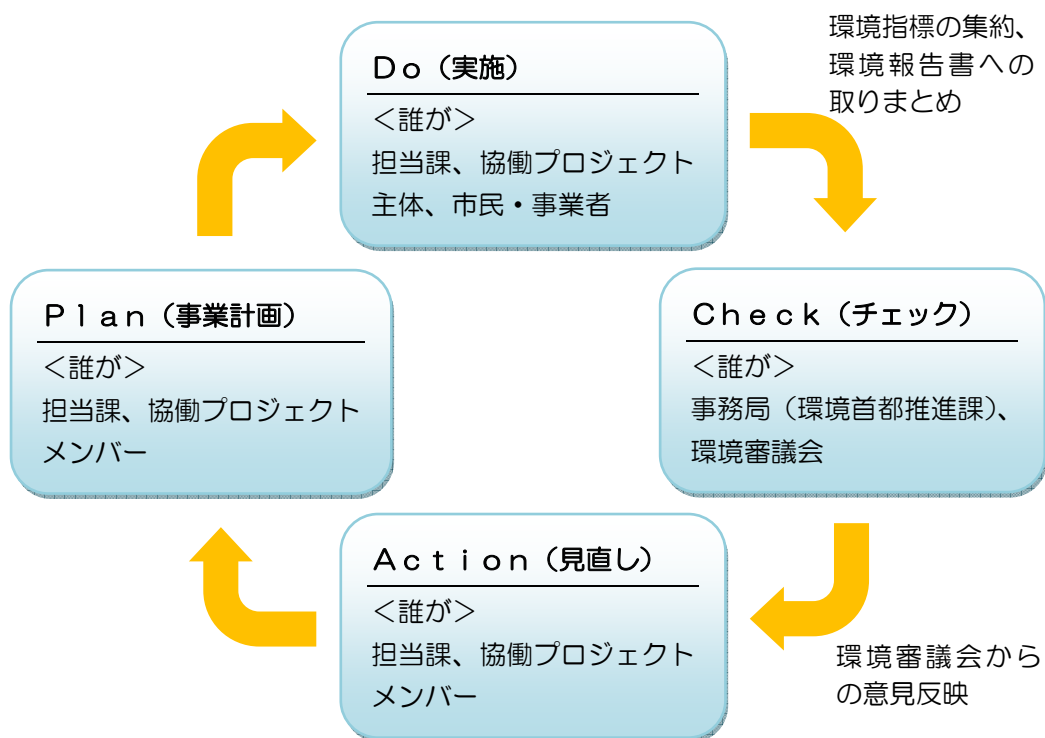 Ｄｏ（実施）
＜誰が＞
担当課、協働プロジェクト
主体、市民・事業者
環境指標の集約、
環境報告書への
取りまとめ
Ｐｌａｎ（事業計画）
＜誰が＞
担当課、協働プロジェクト
メンバー
Ｃｈｅｃｋ（チェック）
＜誰が＞
事務局（環境首都推進課）、
環境審議会
Ａｃｔｉｏｎ（見直し）
＜誰が＞
担当課、協働プロジェクト
メンバー
環境審議会から
の意見反映